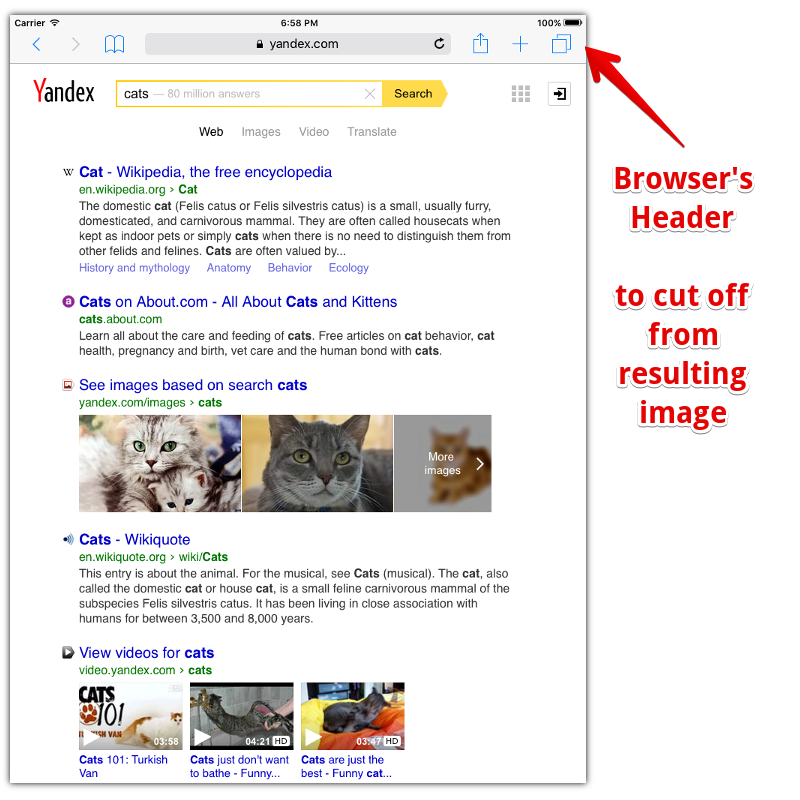 Carrier 6:58 PM 100%
yandex.com
Yandex cats — 80 million answers Search
Web Images Video Translate
W Cat - Wikipedia, the free encyclopedia
en.wikipedia.org › Cat
The domestic cat (Felis catus or Felis silvestris catus) is a small, usually furry,
domesticated, and carnivorous mammal. They are often called housecats when
kept as indoor pets or simply cats when there is no need to distinguish them from
other felids and felines. Cats are often valued by...
History and mythology Anatomy Behavior Ecology
a Cats on About.com - All About Cats and Kittens
cats.about.com
Learn all about the care and feeding of cats. Free articles on cat behavior, cat
health, pregnancy and birth, vet care and the human bond with cats.
See images based on search cats
yandex.com/images › cats
More
images
Cats - Wikiquote
en.wikiquote.org › wiki/Cats
This entry is about the animal. For the musical, see Cats (musical). The cat, also
called the domestic cat or house cat, is a small feline carnivorous mammal of the
subspecies Felis silvestris catus. It has been living in close association with
humans for between 3,500 and 8,000 years.
View videos for cats
video.yandex.com › cats
CATS
101!
TURKISH VAN
03:58
04:21 HD
03:47 HD
Cats 101: Turkish
Van
Cats just don't want
to bathe - Funny...
Cats are just the
best - Funny cat...
Browser's
Header
to cut off
from
resulting
image